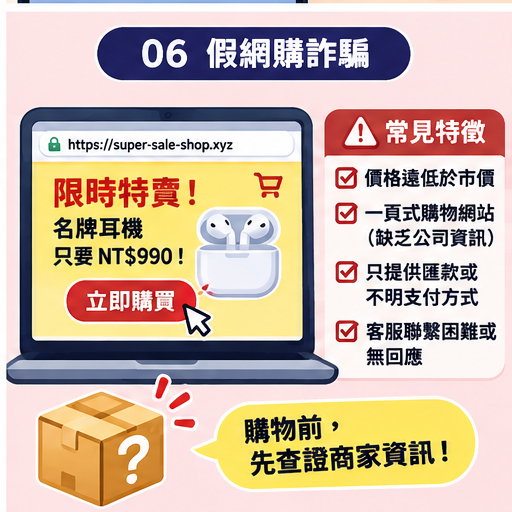 06 假網購詐騙
https://super-sale-shop.xyz
限時特賣！
名牌耳機
只要 NT$990！
立即購買
常見特徵
價格遠低於市價
一頁式購物網站
（缺乏公司資訊）
只提供匯款或
不明支付方式
客服聯繫困難或
無回應
?
購物前，
先查證商家資訊！